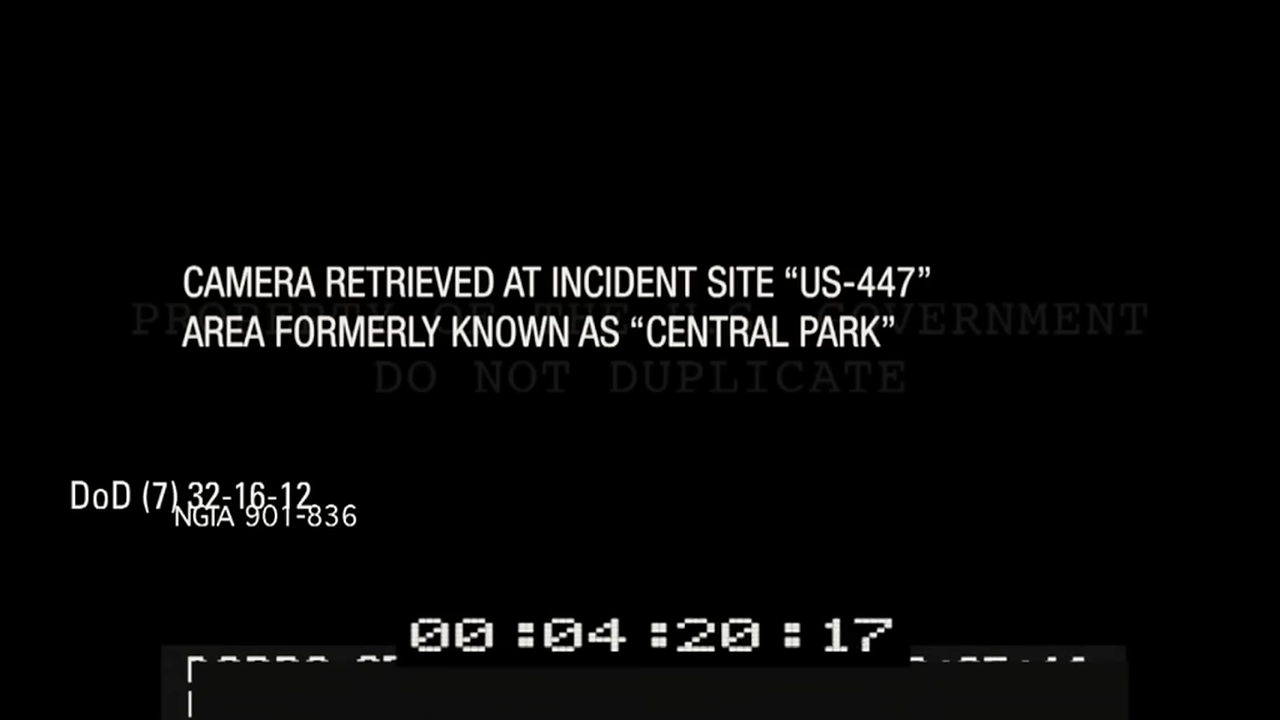 CAMERA RETRIEVED AT INCIDENT SITE “US-447”
PROPERTY OF THE U.S. GOVERNMENT
AREA FORMERLY KNOWN AS “CENTRAL PARK”
DO NOT DUPLICATE
DoD (7) 32-16-12
NGIA 901-836
00:04:20:17